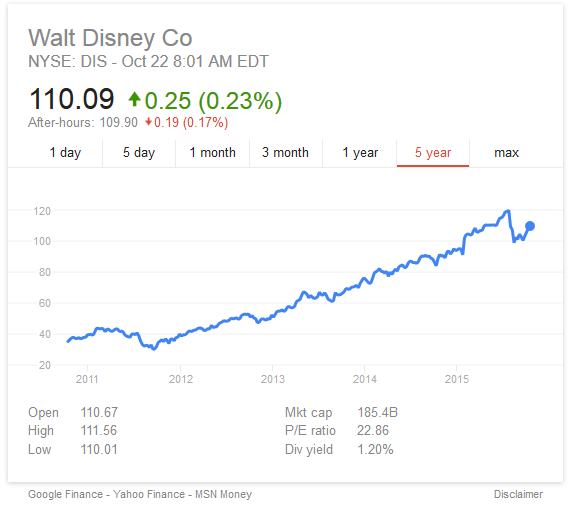 Walt Disney Co
NYSE: DIS - Oct 22 8:01 AM EDT
110.09 0.25 (0.23%)
After-hours: 109.90 0.19 (0.17%)
1 day 5 day 1 month 3 month 1 year 5 year max
120
100
80
60
40
20
2011 2012 2013 2014 2015
Open 110.67 Mkt cap 185.4B
High 111.56 P/E ratio 22.86
Low 110.01 Div yield 1.20%
Google Finance - Yahoo Finance - MSN Money Disclaimer